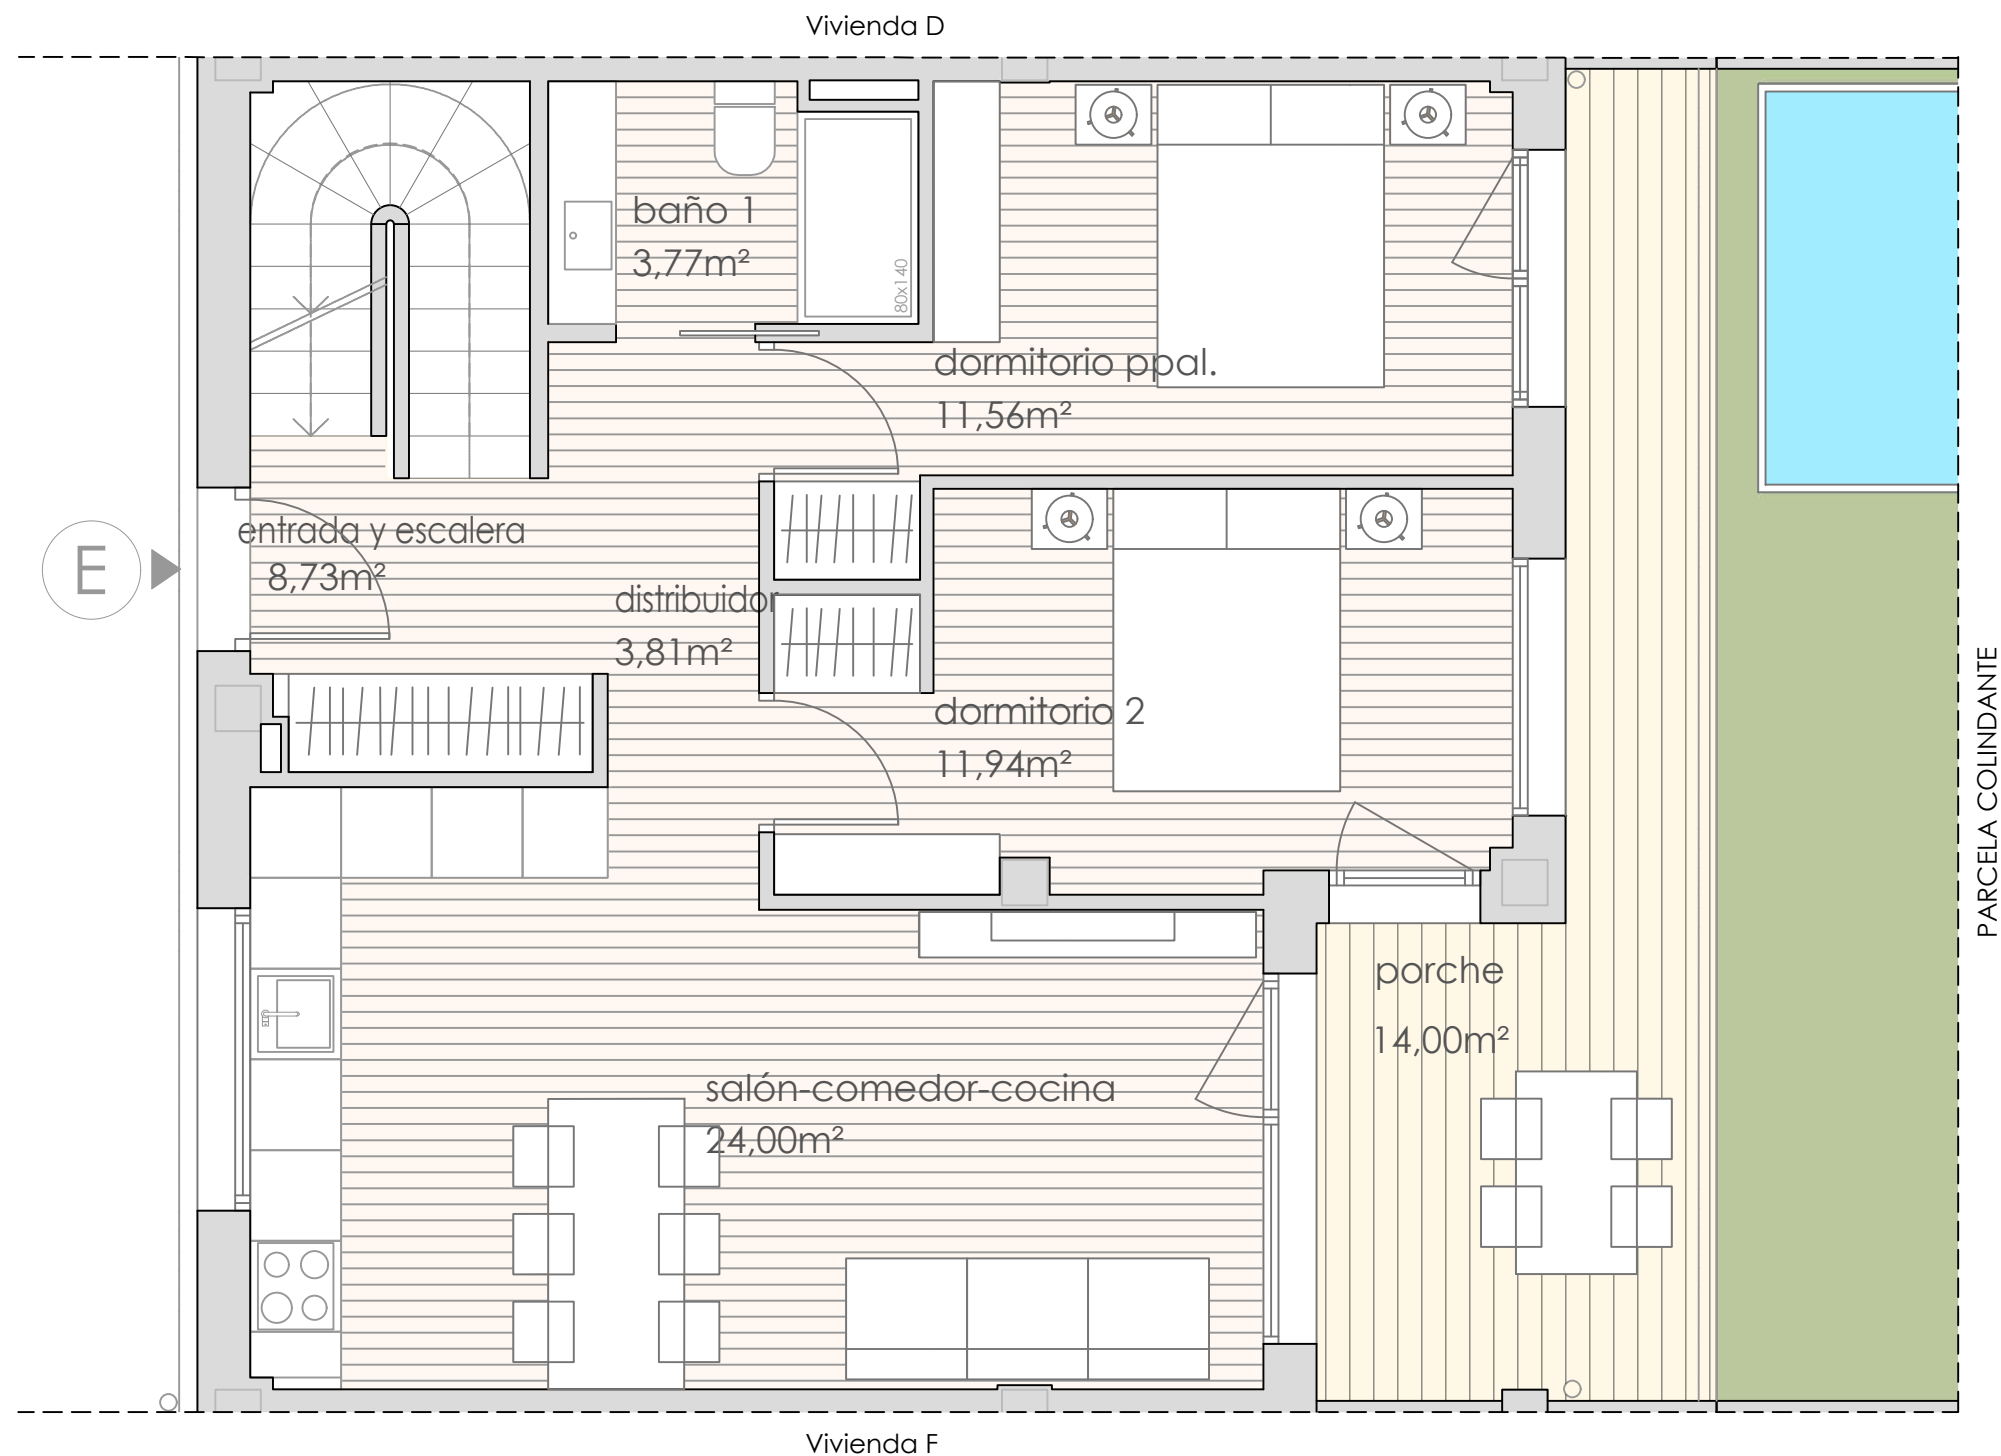 Vivienda D
baño 1
3,77m²
80x140
dormitorio ppal.
11,56m²
E
entrada y escalera
8,73m²
distribuidor
3,81m²
dormitorio 2
11,94m²
PARCELA COLINDANTE
porche
14,00m²
salón-comedor-cocina
24,00m²
Vivienda F